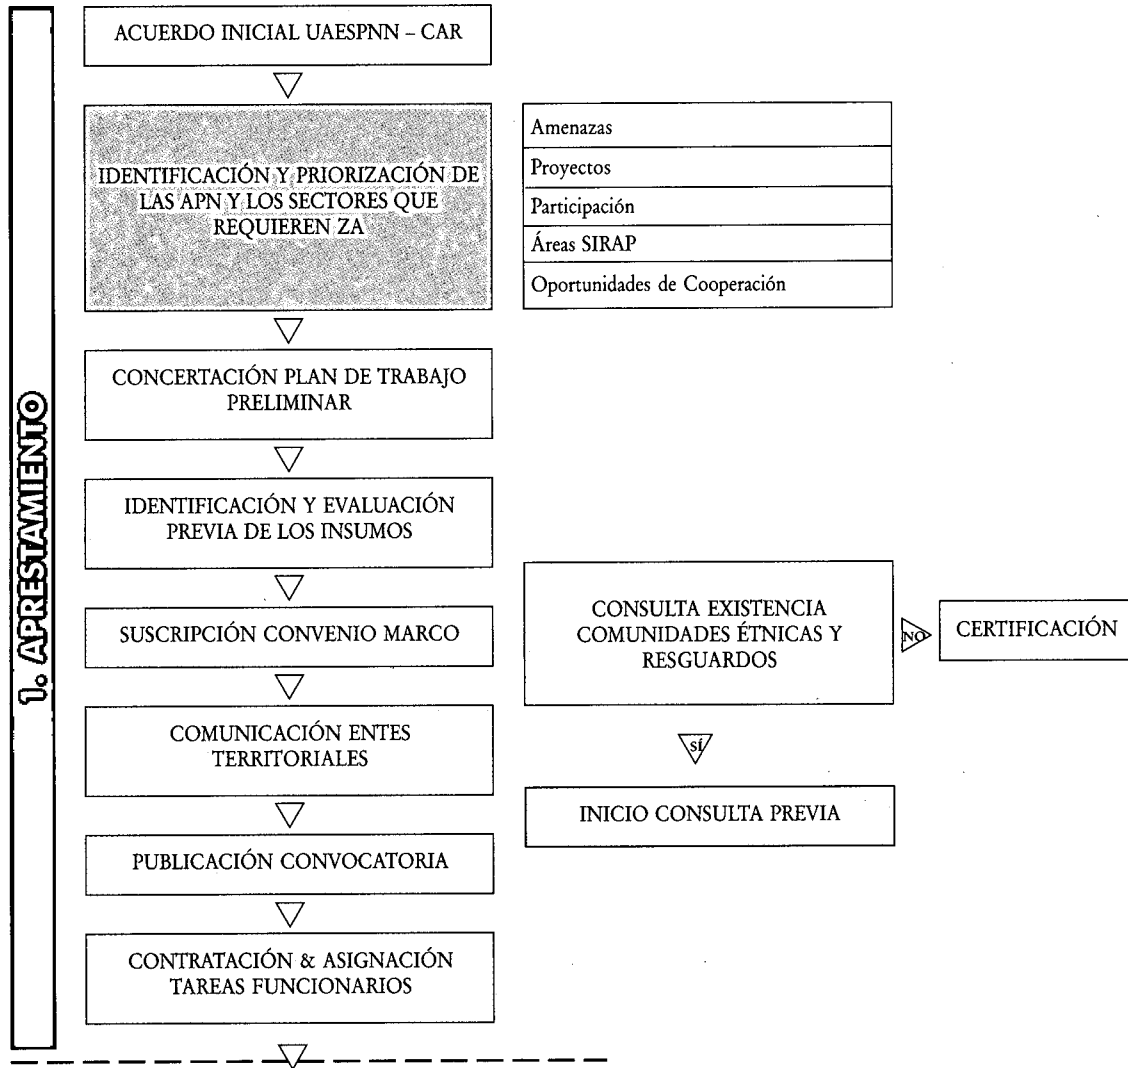 1. APRESTAMIENTO
ACUERDO INICIAL UAESPNN – CAR
IDENTIFICACIÓN Y PRIORIZACIÓN DE
LAS APN Y LOS SECTORES QUE
REQUIEREN ZA
Amenazas
Proyectos
Participación
Áreas SIRAP
Oportunidades de Cooperación
CONCERTACIÓN PLAN DE TRABAJO
PRELIMINAR
IDENTIFICACIÓN Y EVALUACIÓN
PREVIA DE LOS INSUMOS
SUSCRIPCIÓN CONVENIO MARCO
CONSULTA EXISTENCIA
COMUNIDADES ÉTNICAS Y
RESGUARDOS
NO
CERTIFICACIÓN
SÍ
INICIO CONSULTA PREVIA
COMUNICACIÓN ENTES
TERRITORIALES
PUBLICACIÓN CONVOCATORIA
CONTRATACIÓN & ASIGNACIÓN
TAREAS FUNCIONARIOS